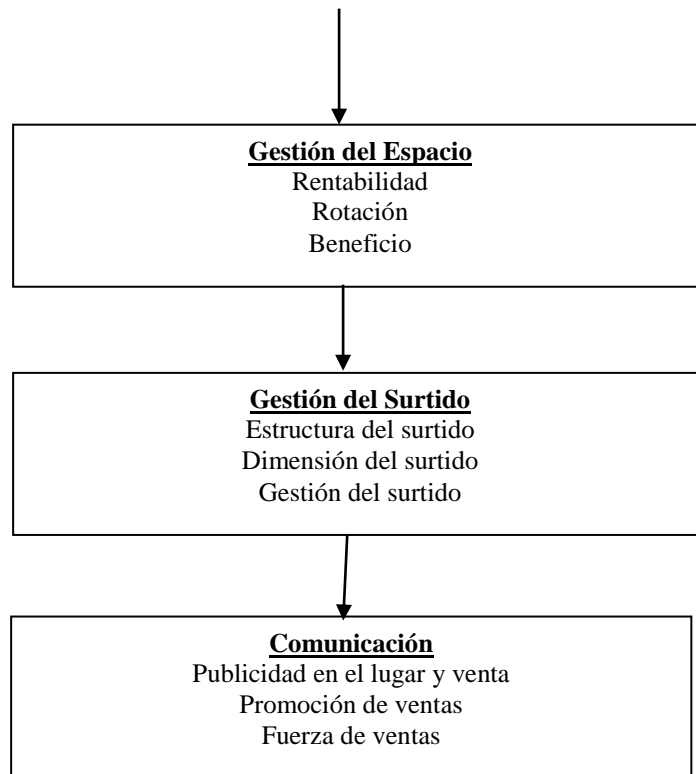 Gestión del Espacio
Rentabilidad
Rotación
Beneficio
Gestión del Surtido
Estructura del surtido
Dimensión del surtido
Gestión del surtido
Comunicación
Publicidad en el lugar y venta
Promoción de ventas
Fuerza de ventas